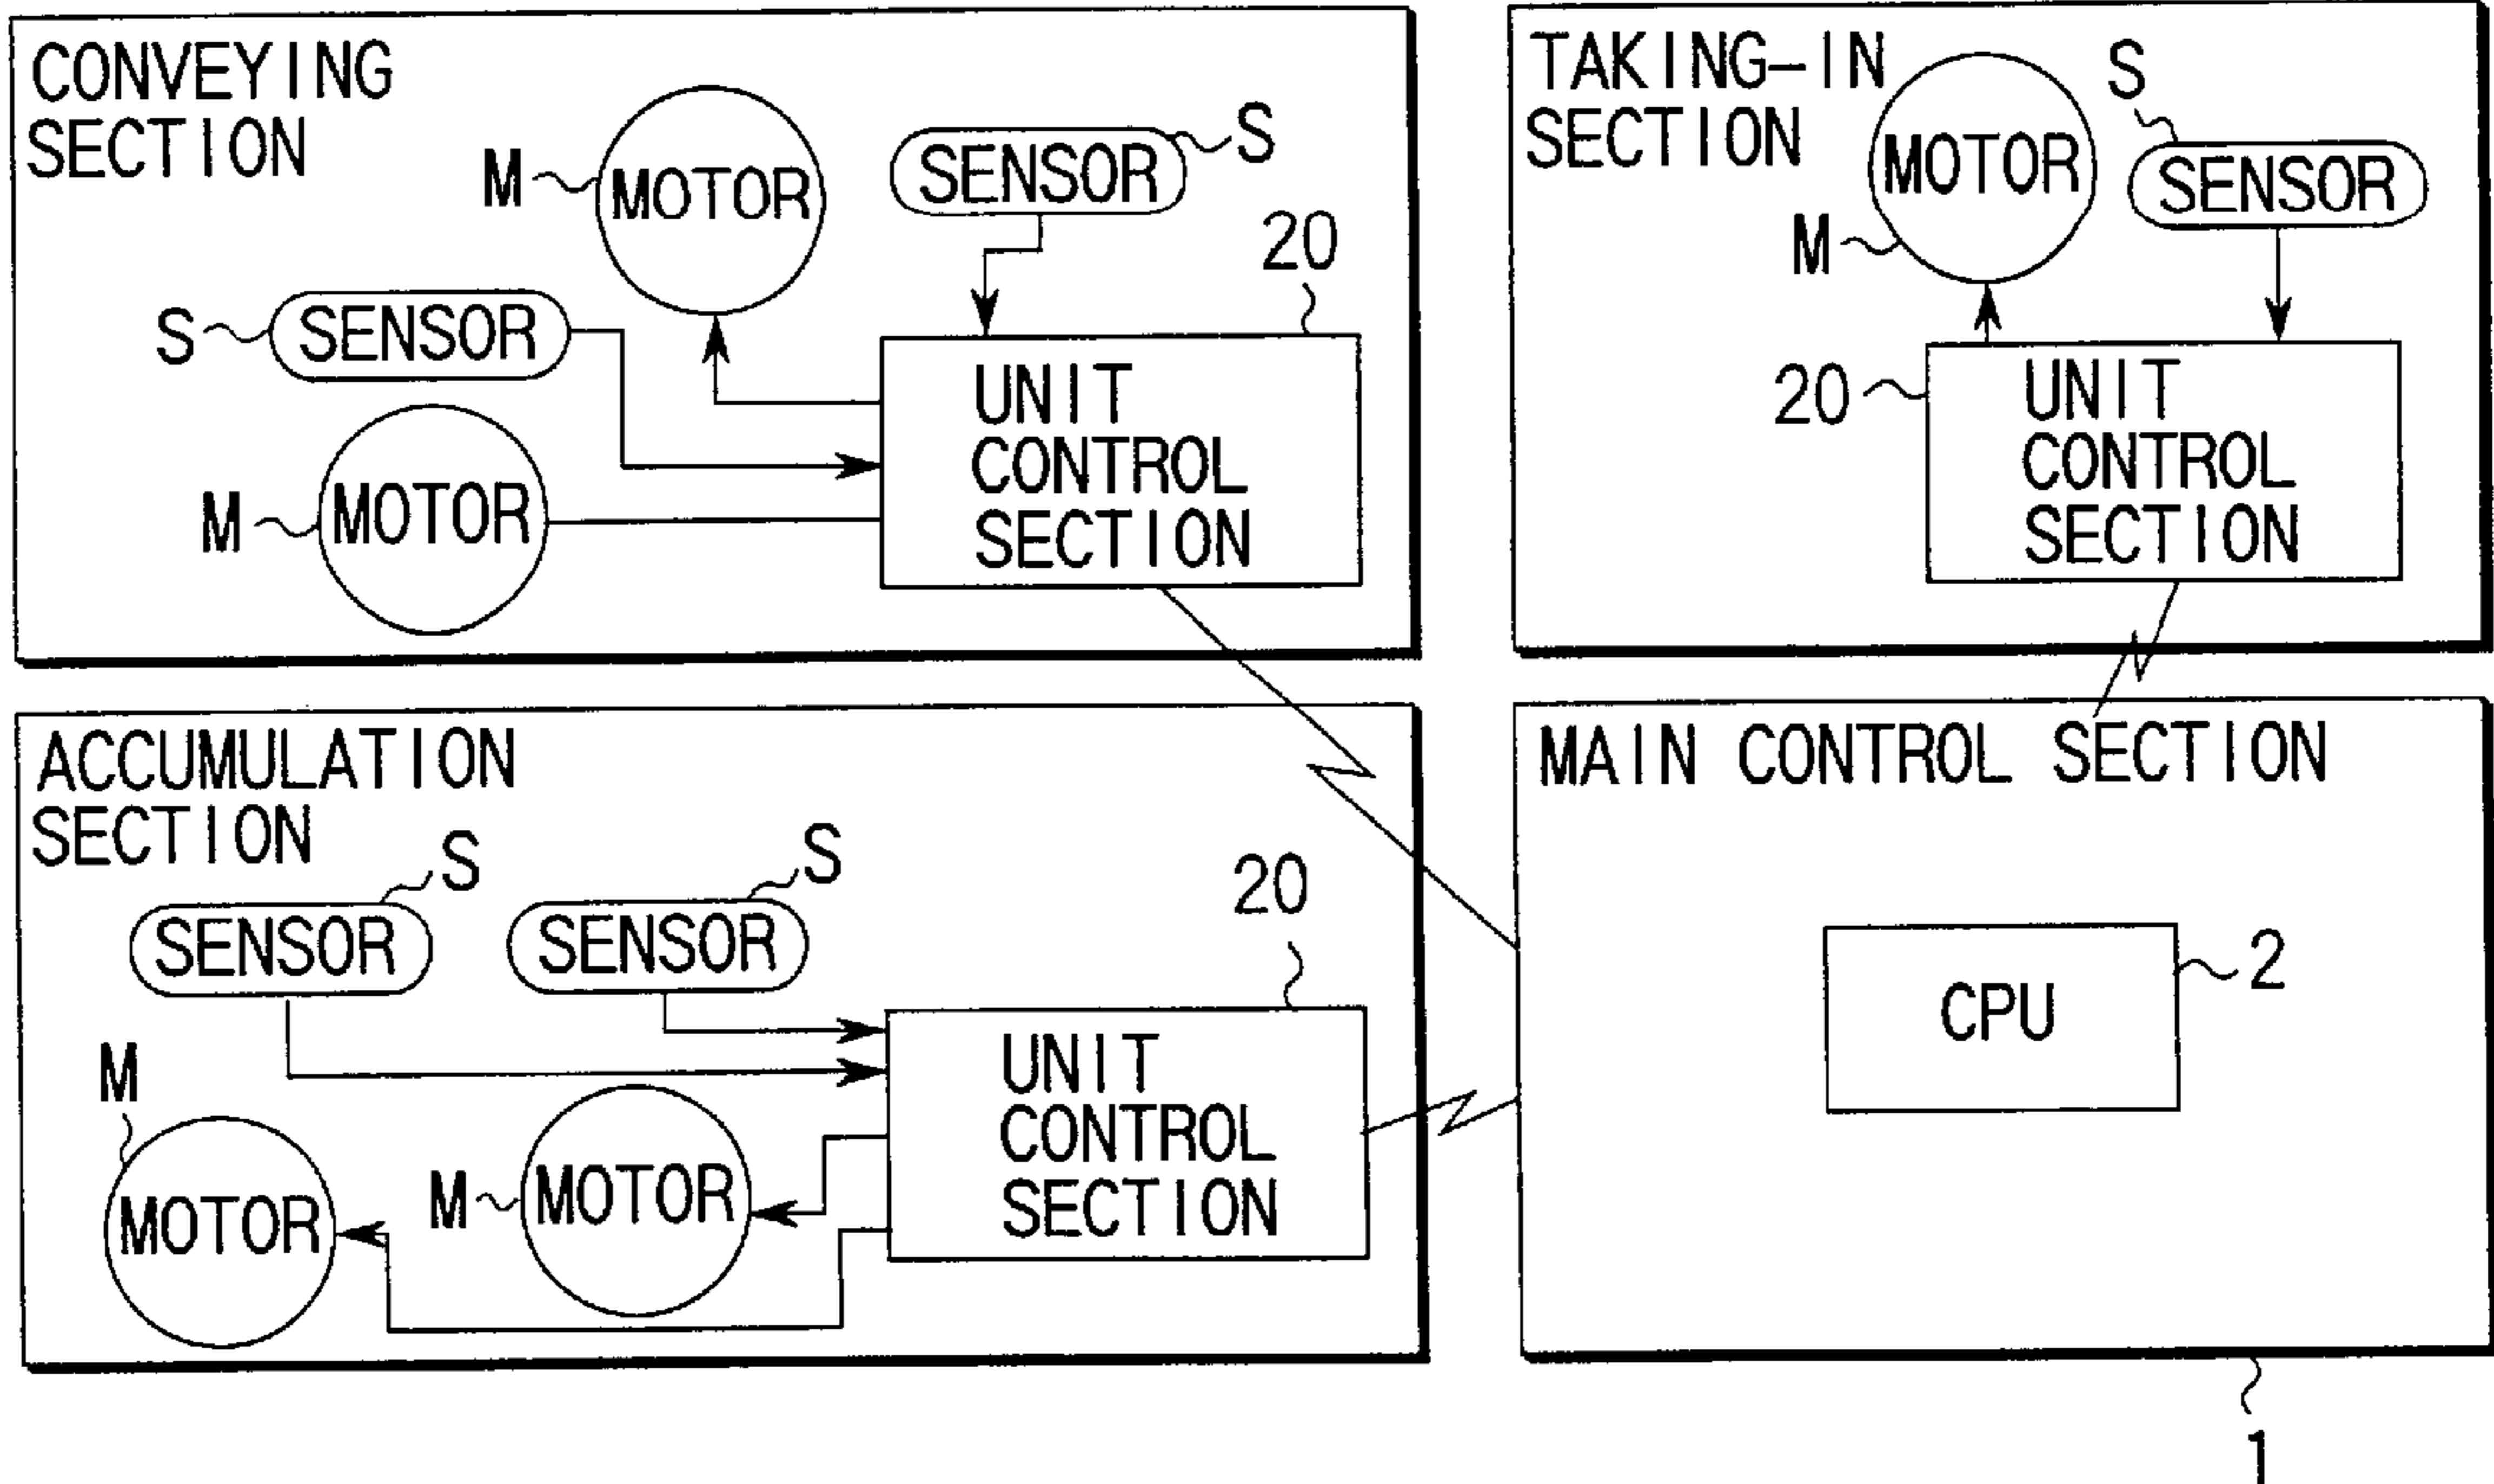 CONVEYING
SECTION
M
MOTOR
SENSOR
S
20
S
SENSOR
M
MOTOR
UNIT
CONTROL
SECTION
TAKING-IN
SECTION
MOTOR
S
SENSOR
M
20
UNIT
CONTROL
SECTION
ACCUMULATION
SECTION
S
S
SENSOR
SENSOR
20
M
MOTOR
M
MOTOR
UNIT
CONTROL
SECTION
MAIN CONTROL SECTION
CPU
2
1